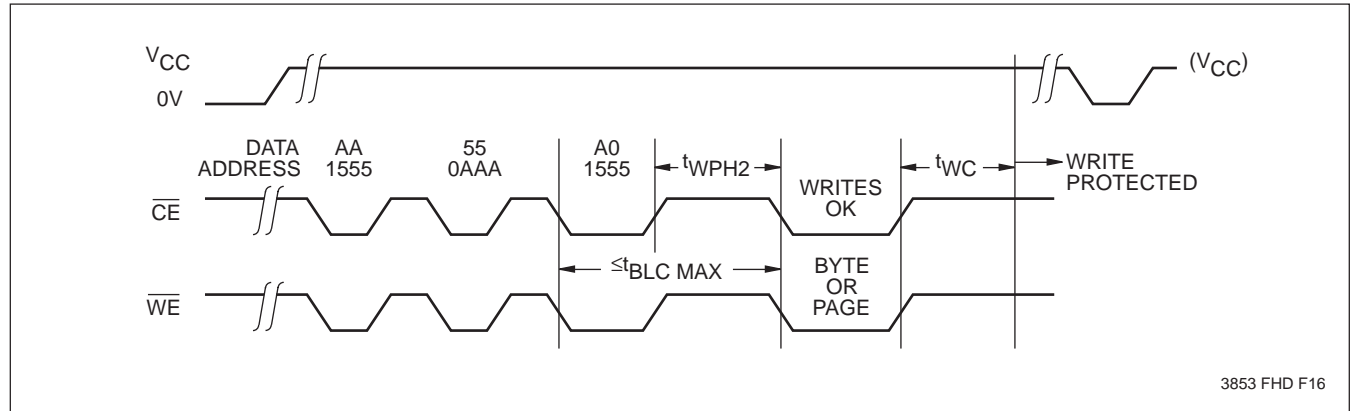 VCC
(VCC)
0V
DATA AA 55 A0
ADDRESS 1555 0AAA 1555
tWPH2
WRITES
OK
tWC
WRITE
PROTECTED
CE
≤tBLC MAX
BYTE
OR
PAGE
WE
3853 FHD F16